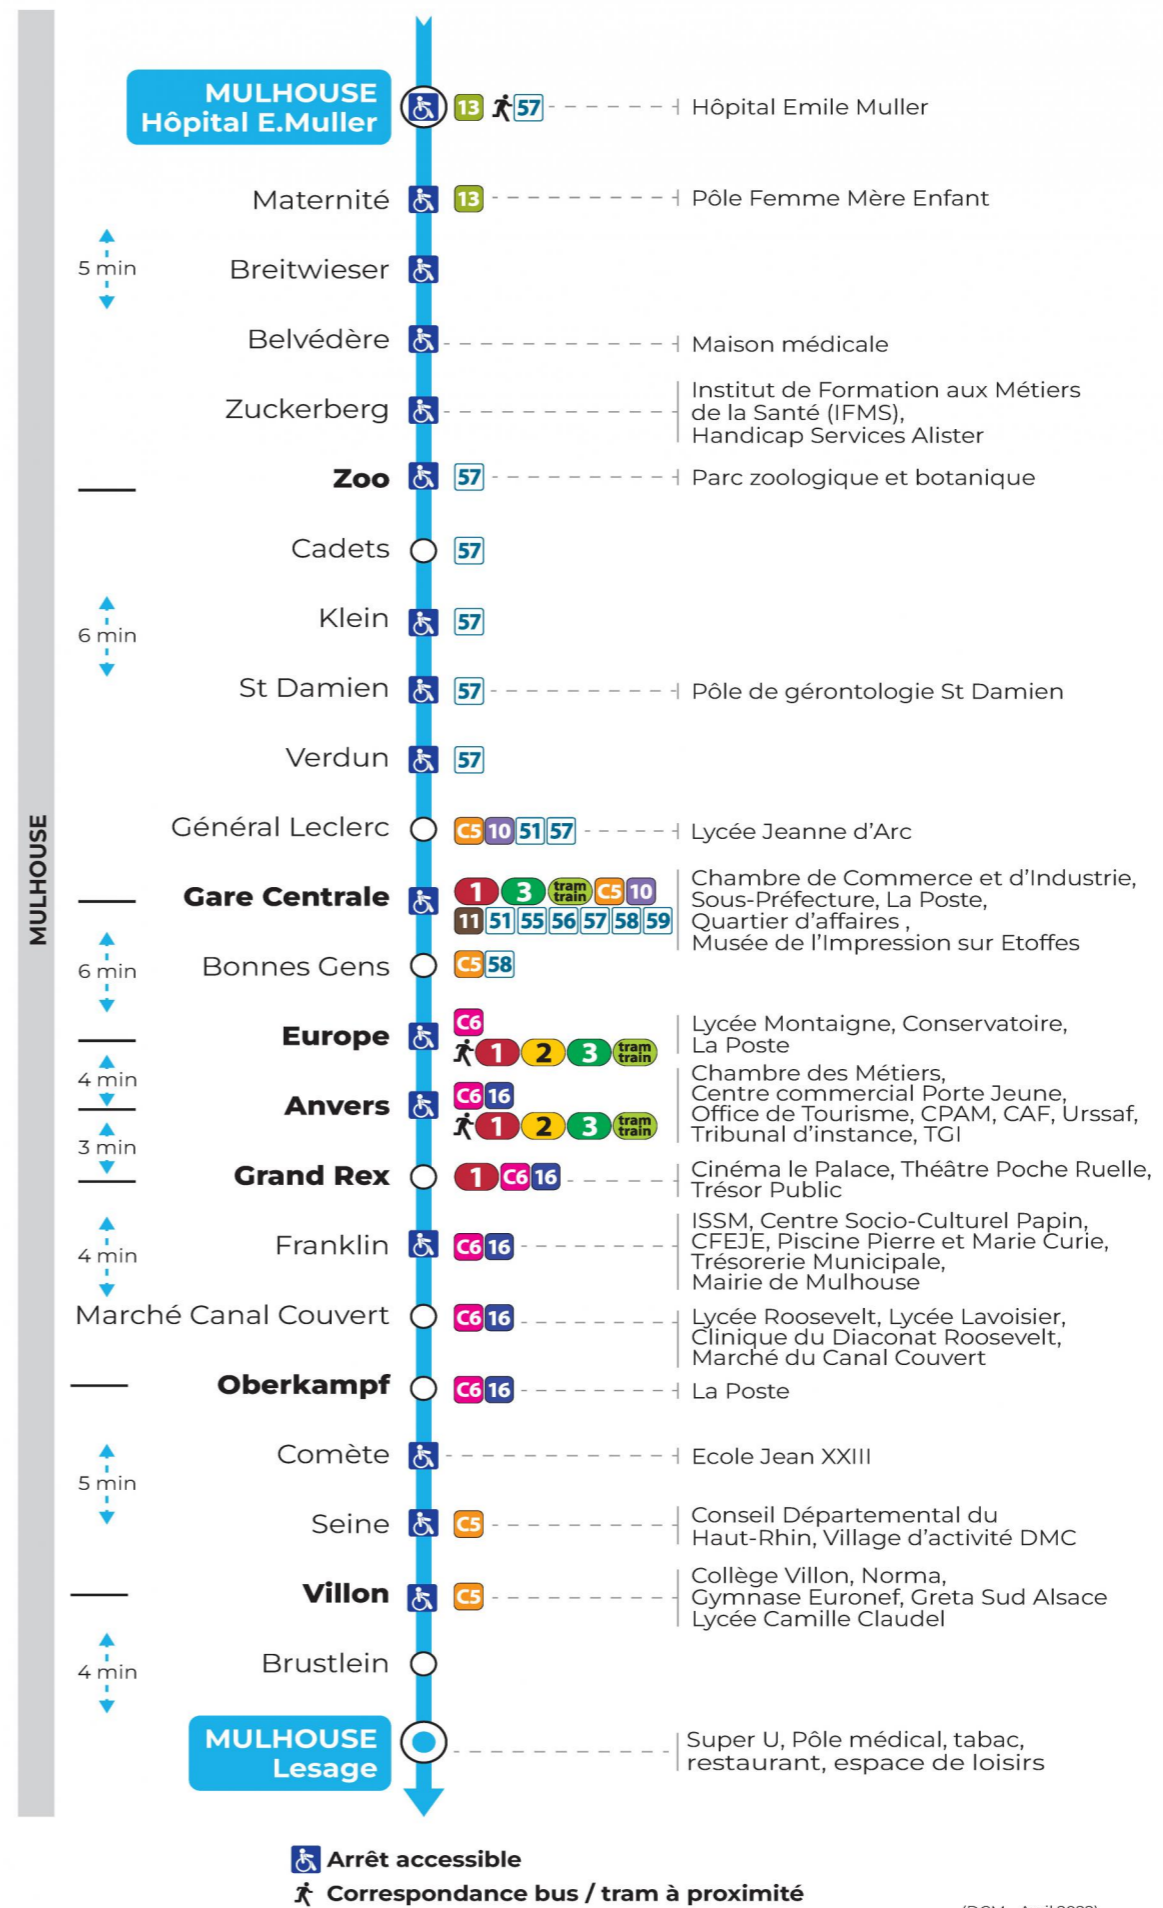 MULHOUSE
Hôpital E.Muller
13 57
Hôpital Emile Muller
Maternité
13
Pôle Femme Mère Enfant
5 min
Breitwieser
Belvédère
Maison médicale
Zuckerberg
Institut de Formation aux Métiers
de la Santé (IFMS),
Handicap Services Alister
Zoo
57
Parc zoologique et botanique
Cadets
57
6 min
Klein
57
St Damien
57
Pôle de gérontologie St Damien
Verdun
57
MULHOUSE
Général Leclerc
C5 10 51 57
Lycée Jeanne d'Arc
Gare Centrale
1 3 tram train C5 10
11 51 55 56 57 58 59
Chambre de Commerce et d'Industrie,
Sous-Préfecture, La Poste,
Quartier d'affaires ,
Musée de l'Impression sur Etoffes
6 min
Bonnes Gens
C5 58
Europe
C6
1 2 3 tram train
Lycée Montaigne, Conservatoire,
La Poste
4 min
Anvers
C6 16
1 2 3 tram train
Chambre des Métiers,
Centre commercial Porte Jeune,
Office de Tourisme, CPAM, CAF, Urssaf,
Tribunal d'instance, TGI
3 min
Grand Rex
1 C6 16
Cinéma le Palace, Théâtre Poche Ruelle,
Trésor Public
4 min
Franklin
C6 16
ISSM, Centre Socio-Culturel Papin,
CFEJE, Piscine Pierre et Marie Curie,
Trésorerie Municipale,
Mairie de Mulhouse
Marché Canal Couvert
C6 16
Lycée Roosevelt, Lycée Lavoisier,
Clinique du Diaconat Roosevelt,
Marché du Canal Couvert
Oberkampf
C6 16
La Poste
Comète
Ecole Jean XXIII
5 min
Seine
C5
Conseil Départemental du
Haut-Rhin, Village d'activité DMC
Villon
C5
Collège Villon, Norma,
Gymnase Euronef, Greta Sud Alsace
Lycée Camille Claudel
4 min
Brustlein
MULHOUSE
Lesage
Super U, Pôle médical, tabac,
restaurant, espace de loisirs
Arrêt accessible
Correspondance bus / tram à proximité